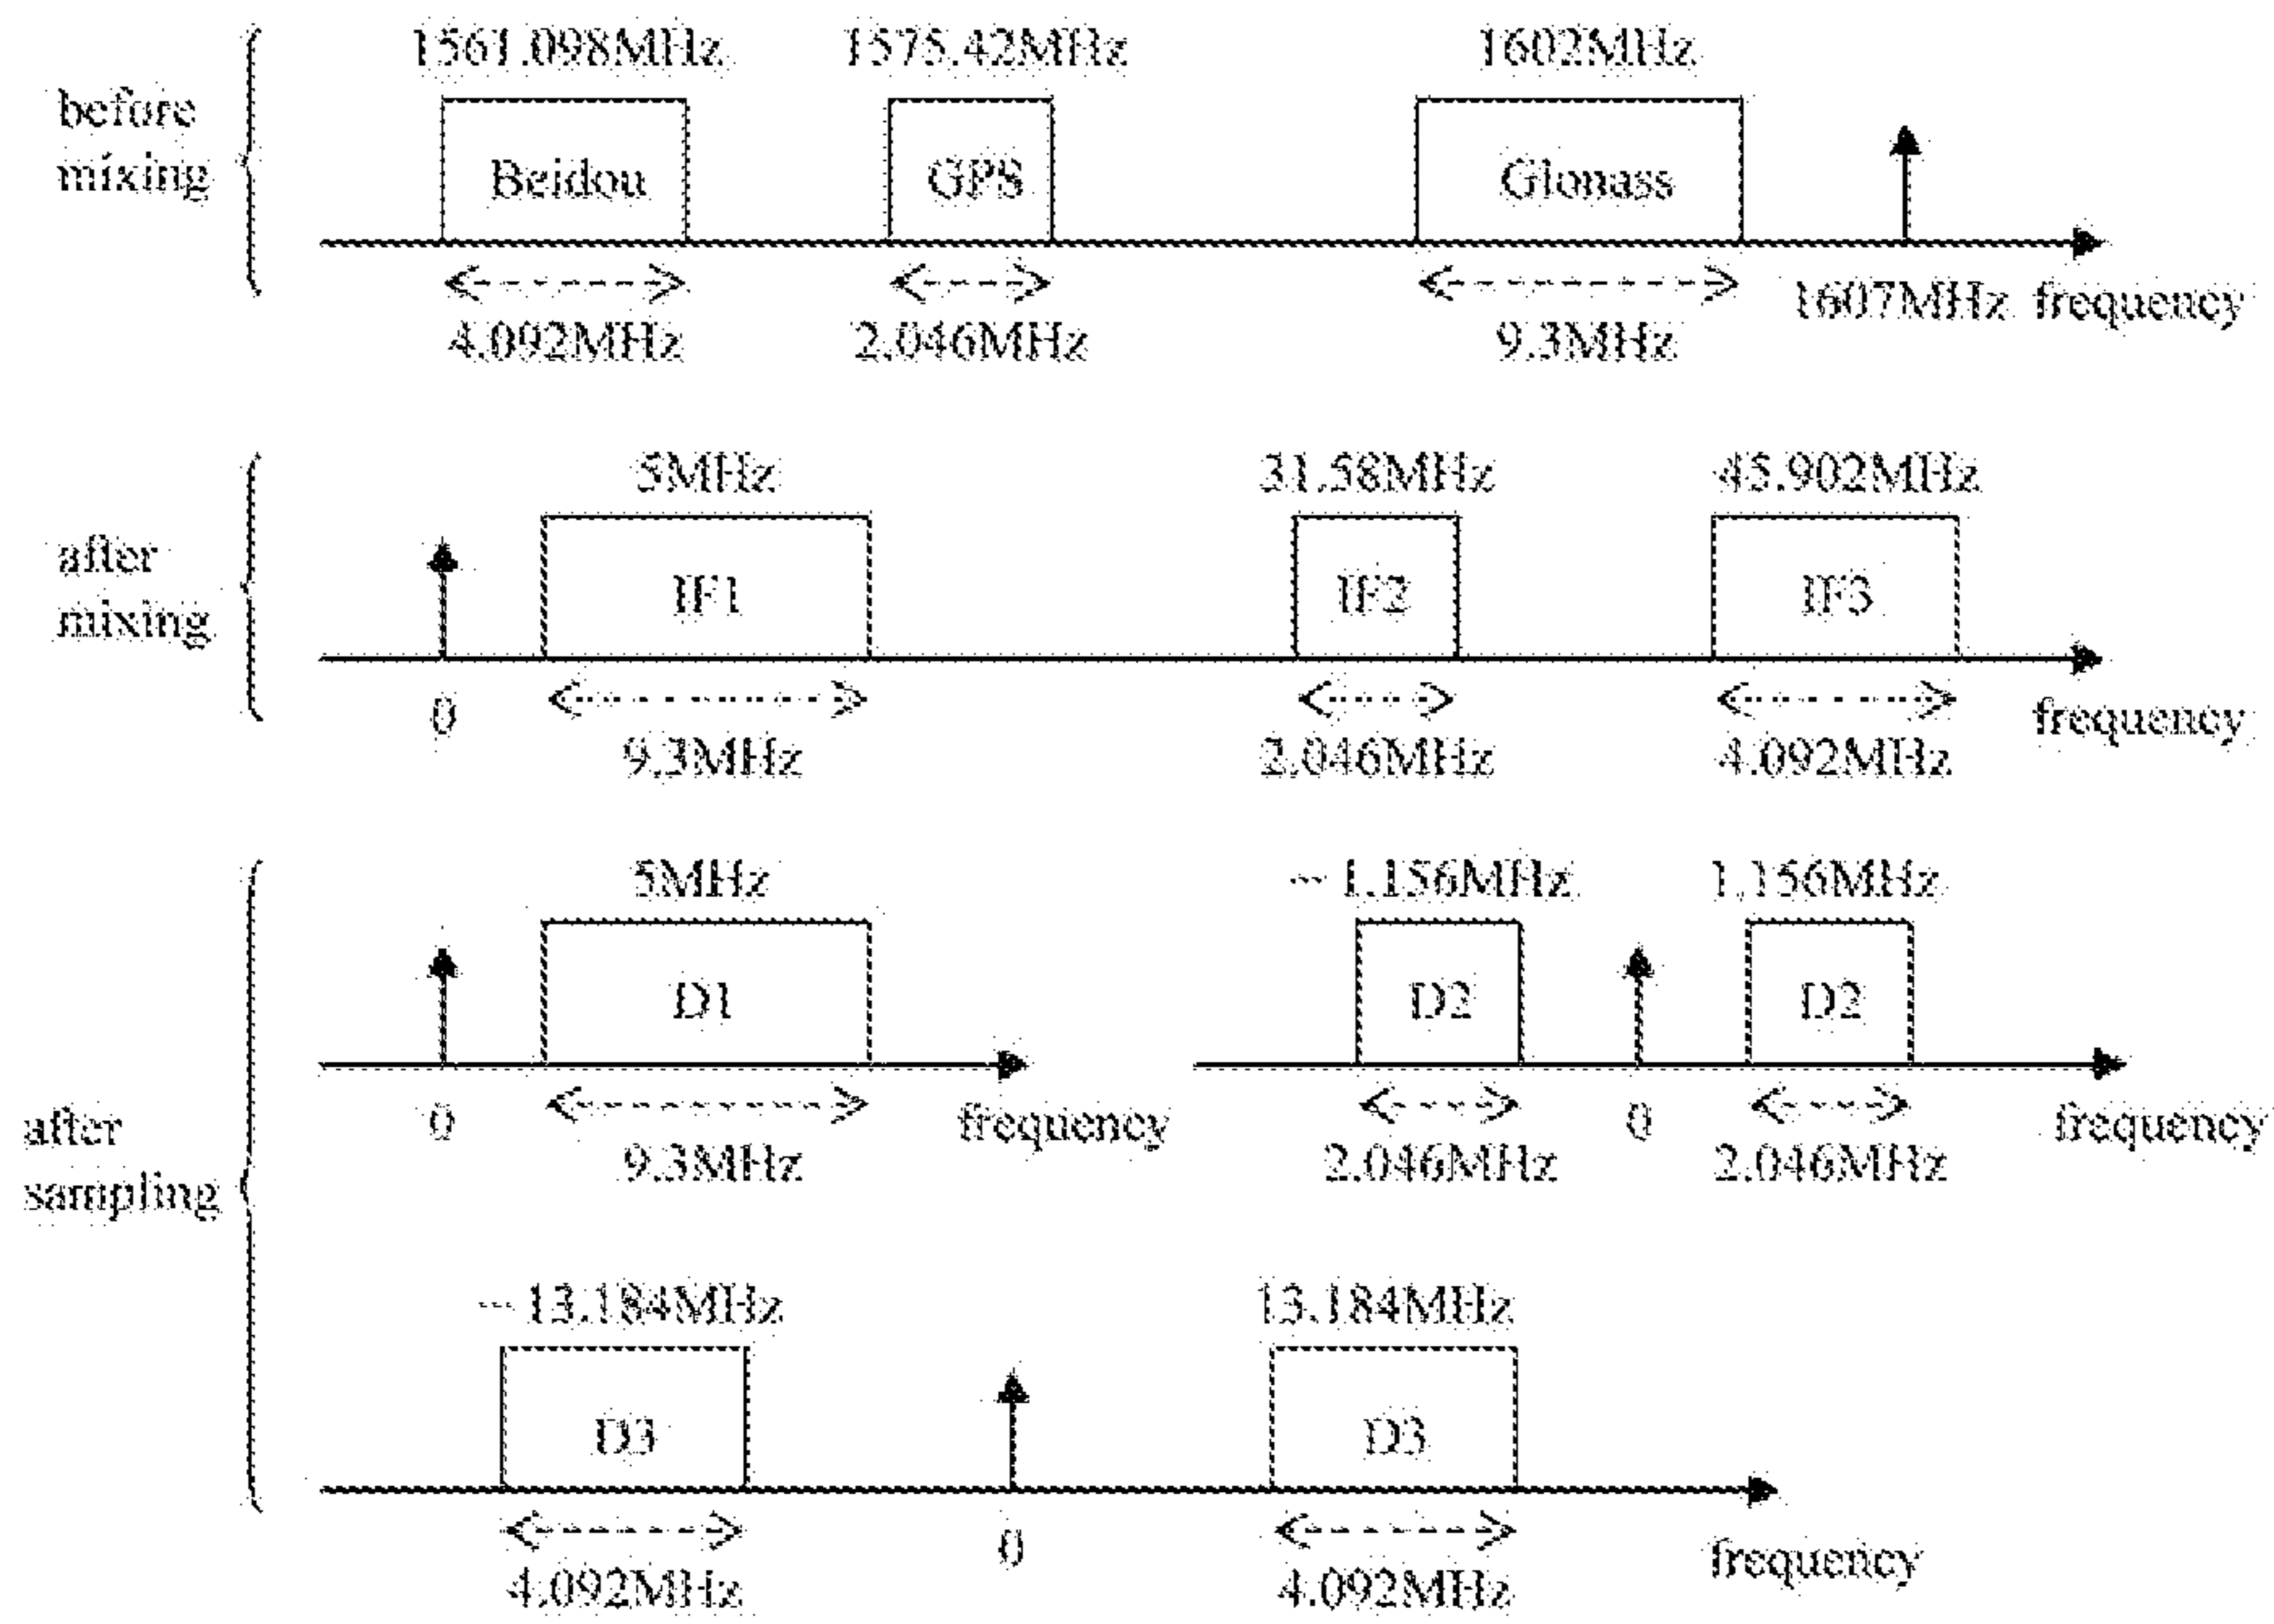 1561.098MHz 1575.42MHz 1602MHz
before
mixing
Beidou GPS Glonass
1607MHz frequency
4.092MHz 2.046MHz 9.3MHz
5MHz 31.58MHz 45.902MHz
after
mixing
IF1 IF2 IF3
0 frequency
9.3MHz 2.046MHz 4.092MHz
5MHz -1.156MHz 1.156MHz
D1 D2 D2
0 frequency 0 frequency
9.3MHz 2.046MHz 2.046MHz
after
sampling
-13.184MHz 13.184MHz
D3 D3
0 frequency
4.092MHz 4.092MHz